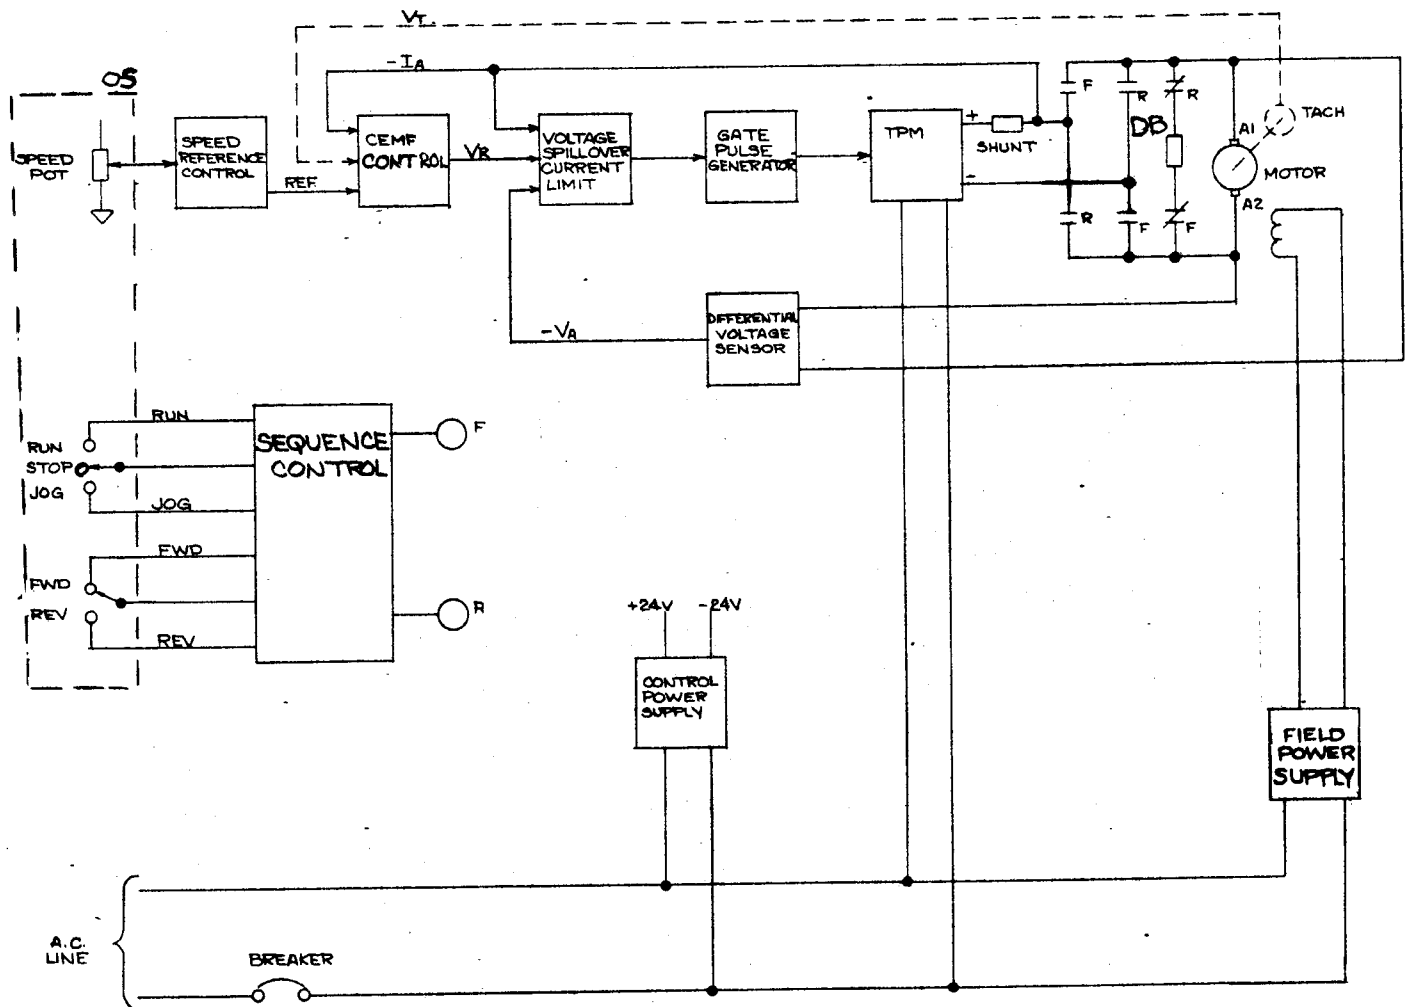 VT
-IA
OS
SPEED
POT
SPEED
REFERENCE
CONTROL
REF
CEMF
CONTROL
VR
VOLTAGE
SPILLOVER
CURRENT
LIMIT
GATE
PULSE
GENERATOR
TPM
+
-
SHUNT
F
R
R
DB
R
F
F
A1
TACH
MOTOR
A2
-VA
DIFFERENTIAL
VOLTAGE
SENSOR
RUN
STOP
JOG
RUN
JOG
FWD
REV
FWD
REV
SEQUENCE
CONTROL
F
R
+24V
-24V
CONTROL
POWER
SUPPLY
FIELD
POWER
SUPPLY
A.C.
LINE
BREAKER